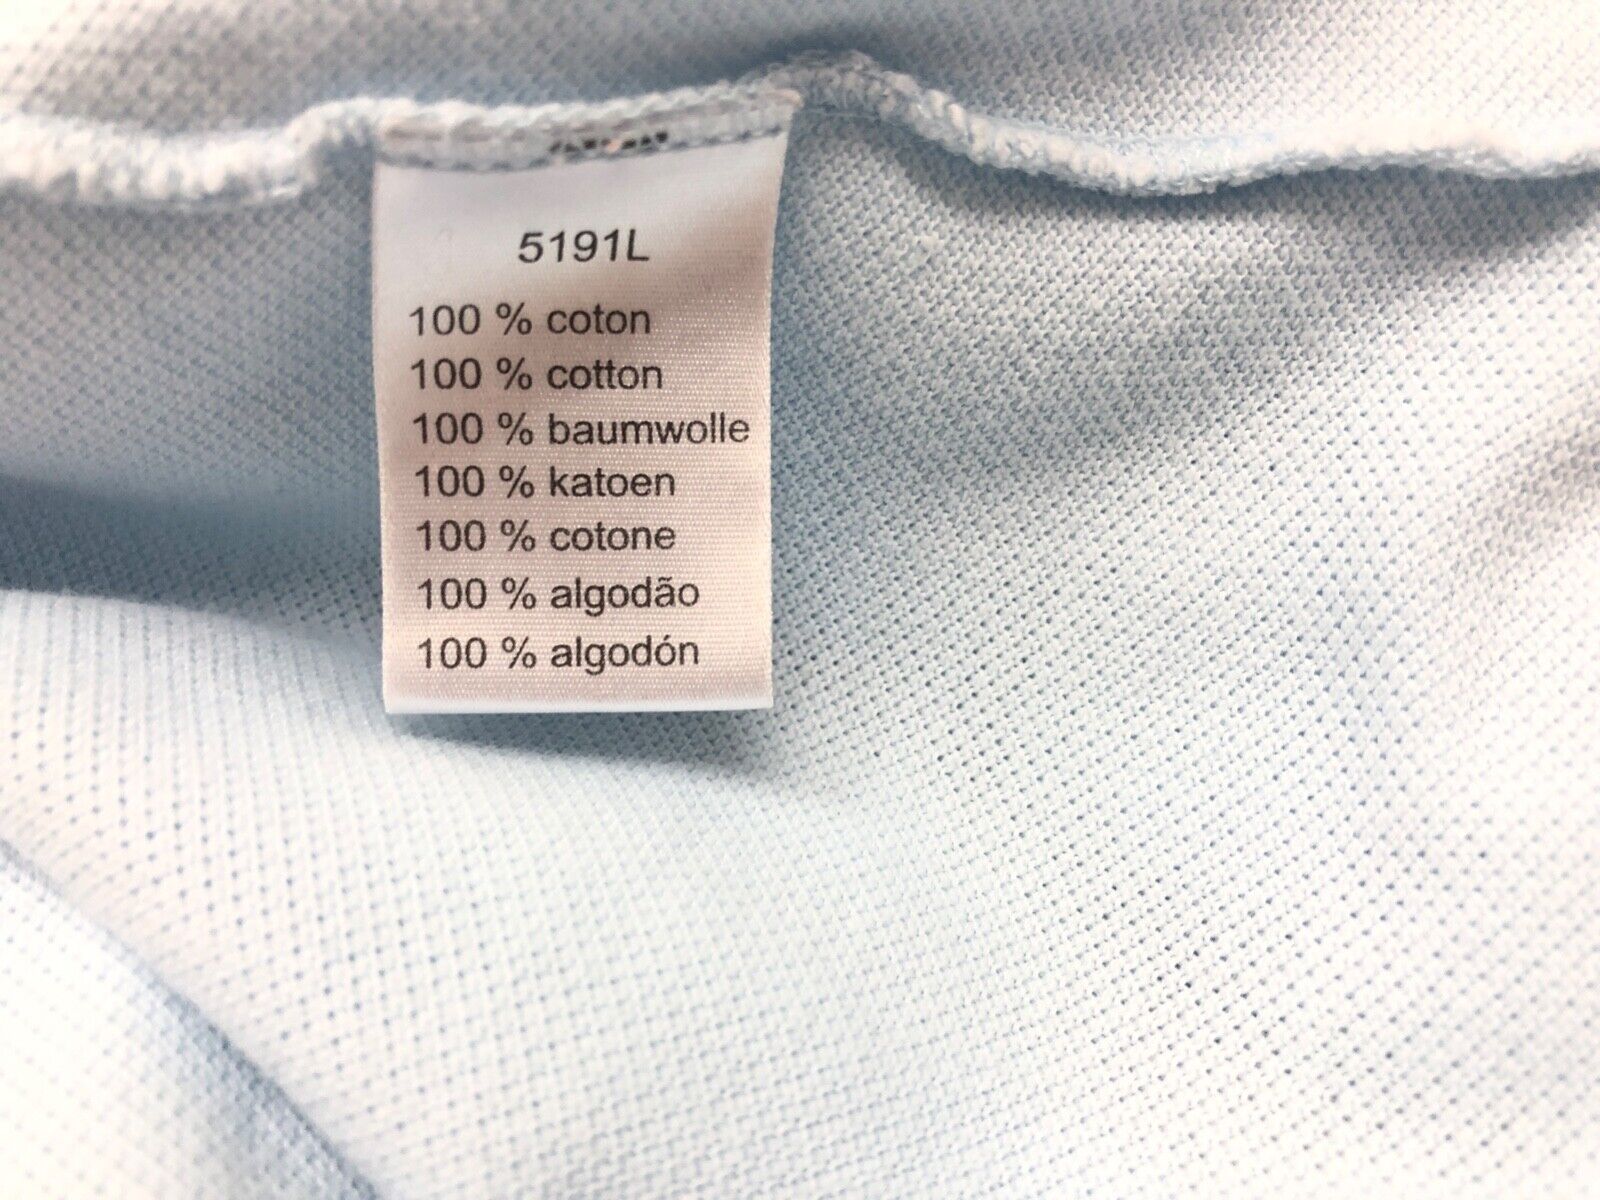 5191L
100 % coton
100 % cotton
100 % baumwolle
100 % katoen
100 % cotone
100 % algodão
100 % algodón